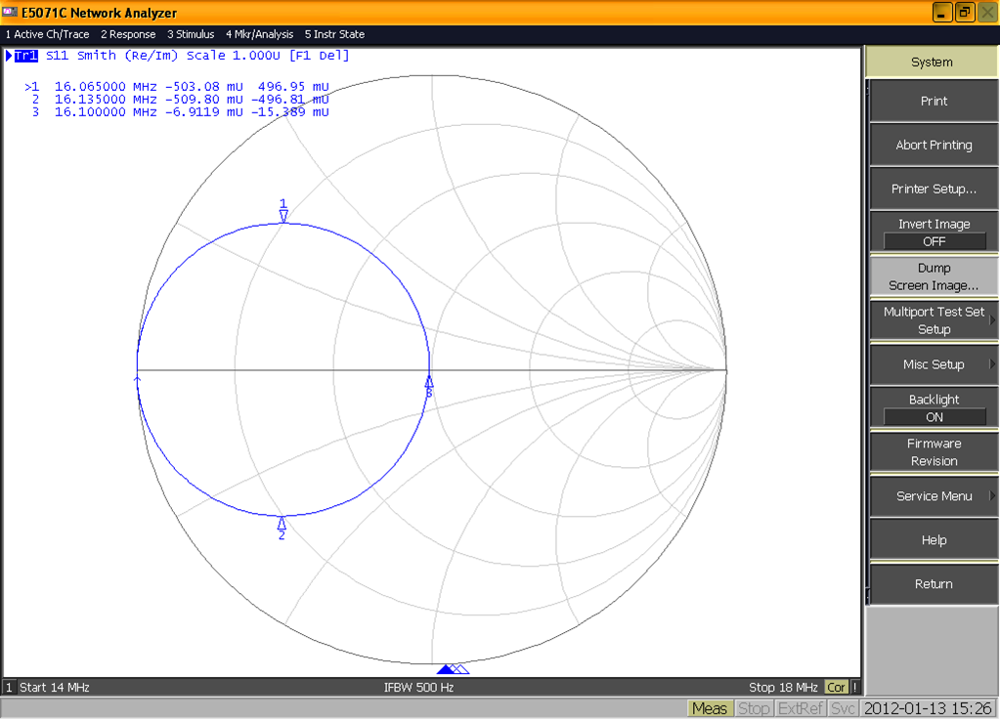 E5071C Network Analyzer
1 Active Ch/Trace 2 Response 3 Stimulus 4 Mkr/Analysis 5 Instr State
Tr1 S11 Smith (Re/Im) Scale 1.000U [F1 Del]
>1 16.065000 MHz -503.08 mU 496.95 mU
2 16.135000 MHz -509.80 mU -496.81 mU
3 16.100000 MHz -6.9119 mU -15.389 mU
1
2
3
System
Print
Abort Printing
Printer Setup...
Invert Image
OFF
Dump
Screen Image...
Multiport Test Set
Setup
Misc Setup
Backlight
ON
Firmware
Revision
Service Menu
Help
Return
1 Start 14 MHz IFBW 500 Hz Stop 18 MHz Cor !
Meas Stop ExtRef Svc 2012-01-13 15:26